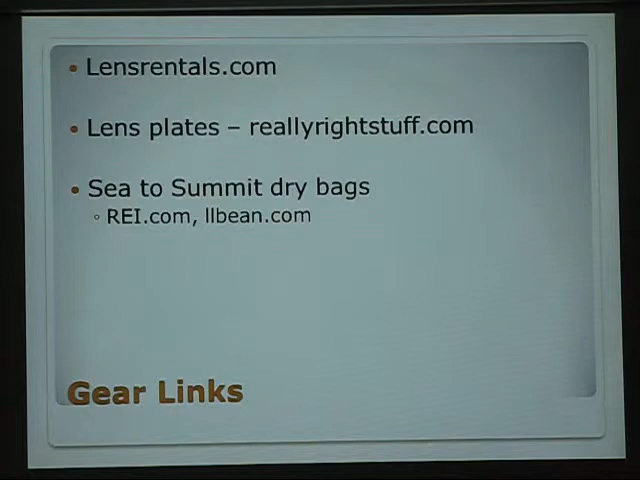 • Lensrentals.com
• Lens plates – reallyrightstuff.com
• Sea to Summit dry bags
◦ REI.com, llbean.com
Gear Links